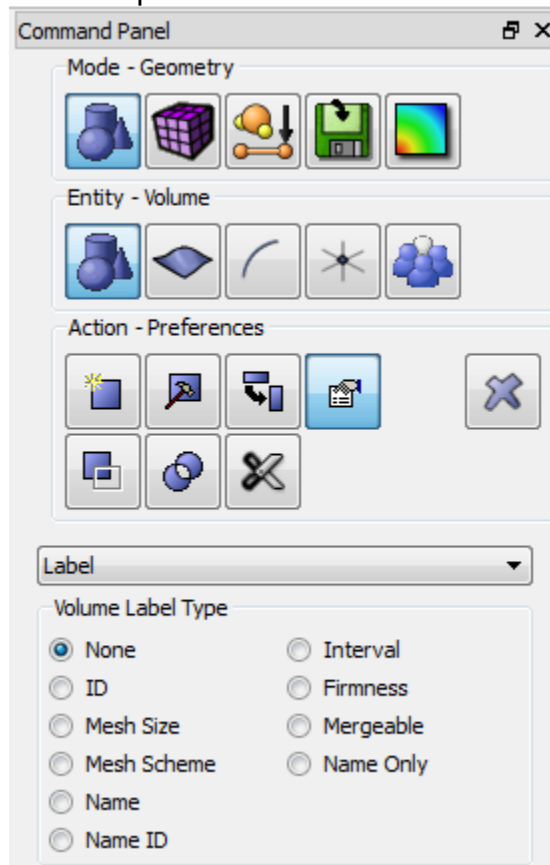 Command Panel
Mode - Geometry
Entity - Volume
Action - Preferences
Label
Volume Label Type
None
Interval
ID
Firmness
Mesh Size
Mergeable
Mesh Scheme
Name Only
Name
Name ID